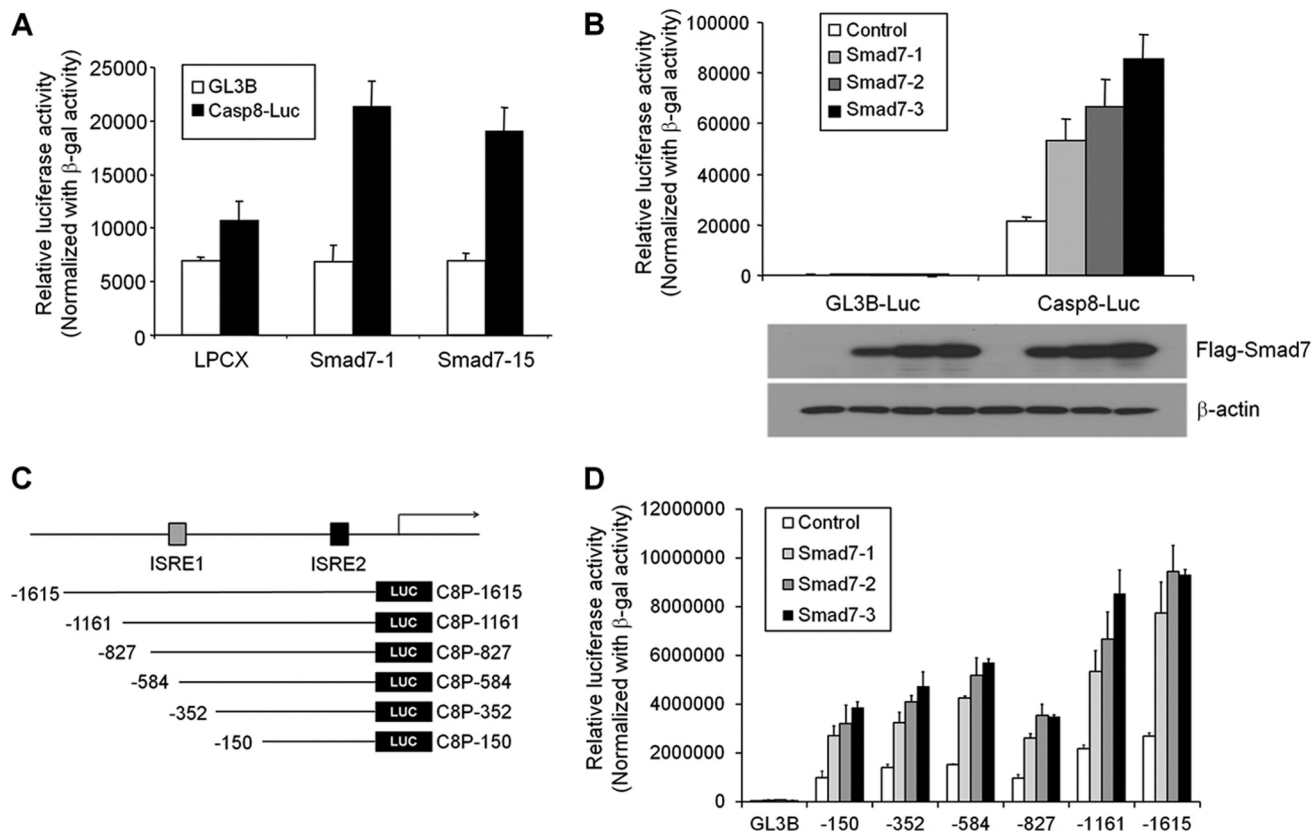 A
Relative luciferase activity
(Normalized with β-gal activity)
25000
20000
15000
10000
5000
0
GL3B
Casp8-Luc
LPCX
Smad7-1
Smad7-15
B
Relative luciferase activity
(Normalized with β-gal activity)
100000
80000
60000
40000
20000
0
Control
Smad7-1
Smad7-2
Smad7-3
GL3B-Luc
Casp8-Luc
Flag-Smad7
β-actin
C
ISRE1
ISRE2
-1615 LUC C8P-1615
-1161 LUC C8P-1161
-827 LUC C8P-827
-584 LUC C8P-584
-352 LUC C8P-352
-150 LUC C8P-150
D
Relative luciferase activity
(Normalized with β-gal activity)
12000000
10000000
8000000
6000000
4000000
2000000
0
Control
Smad7-1
Smad7-2
Smad7-3
GL3B
-150
-352
-584
-827
-1161
-1615